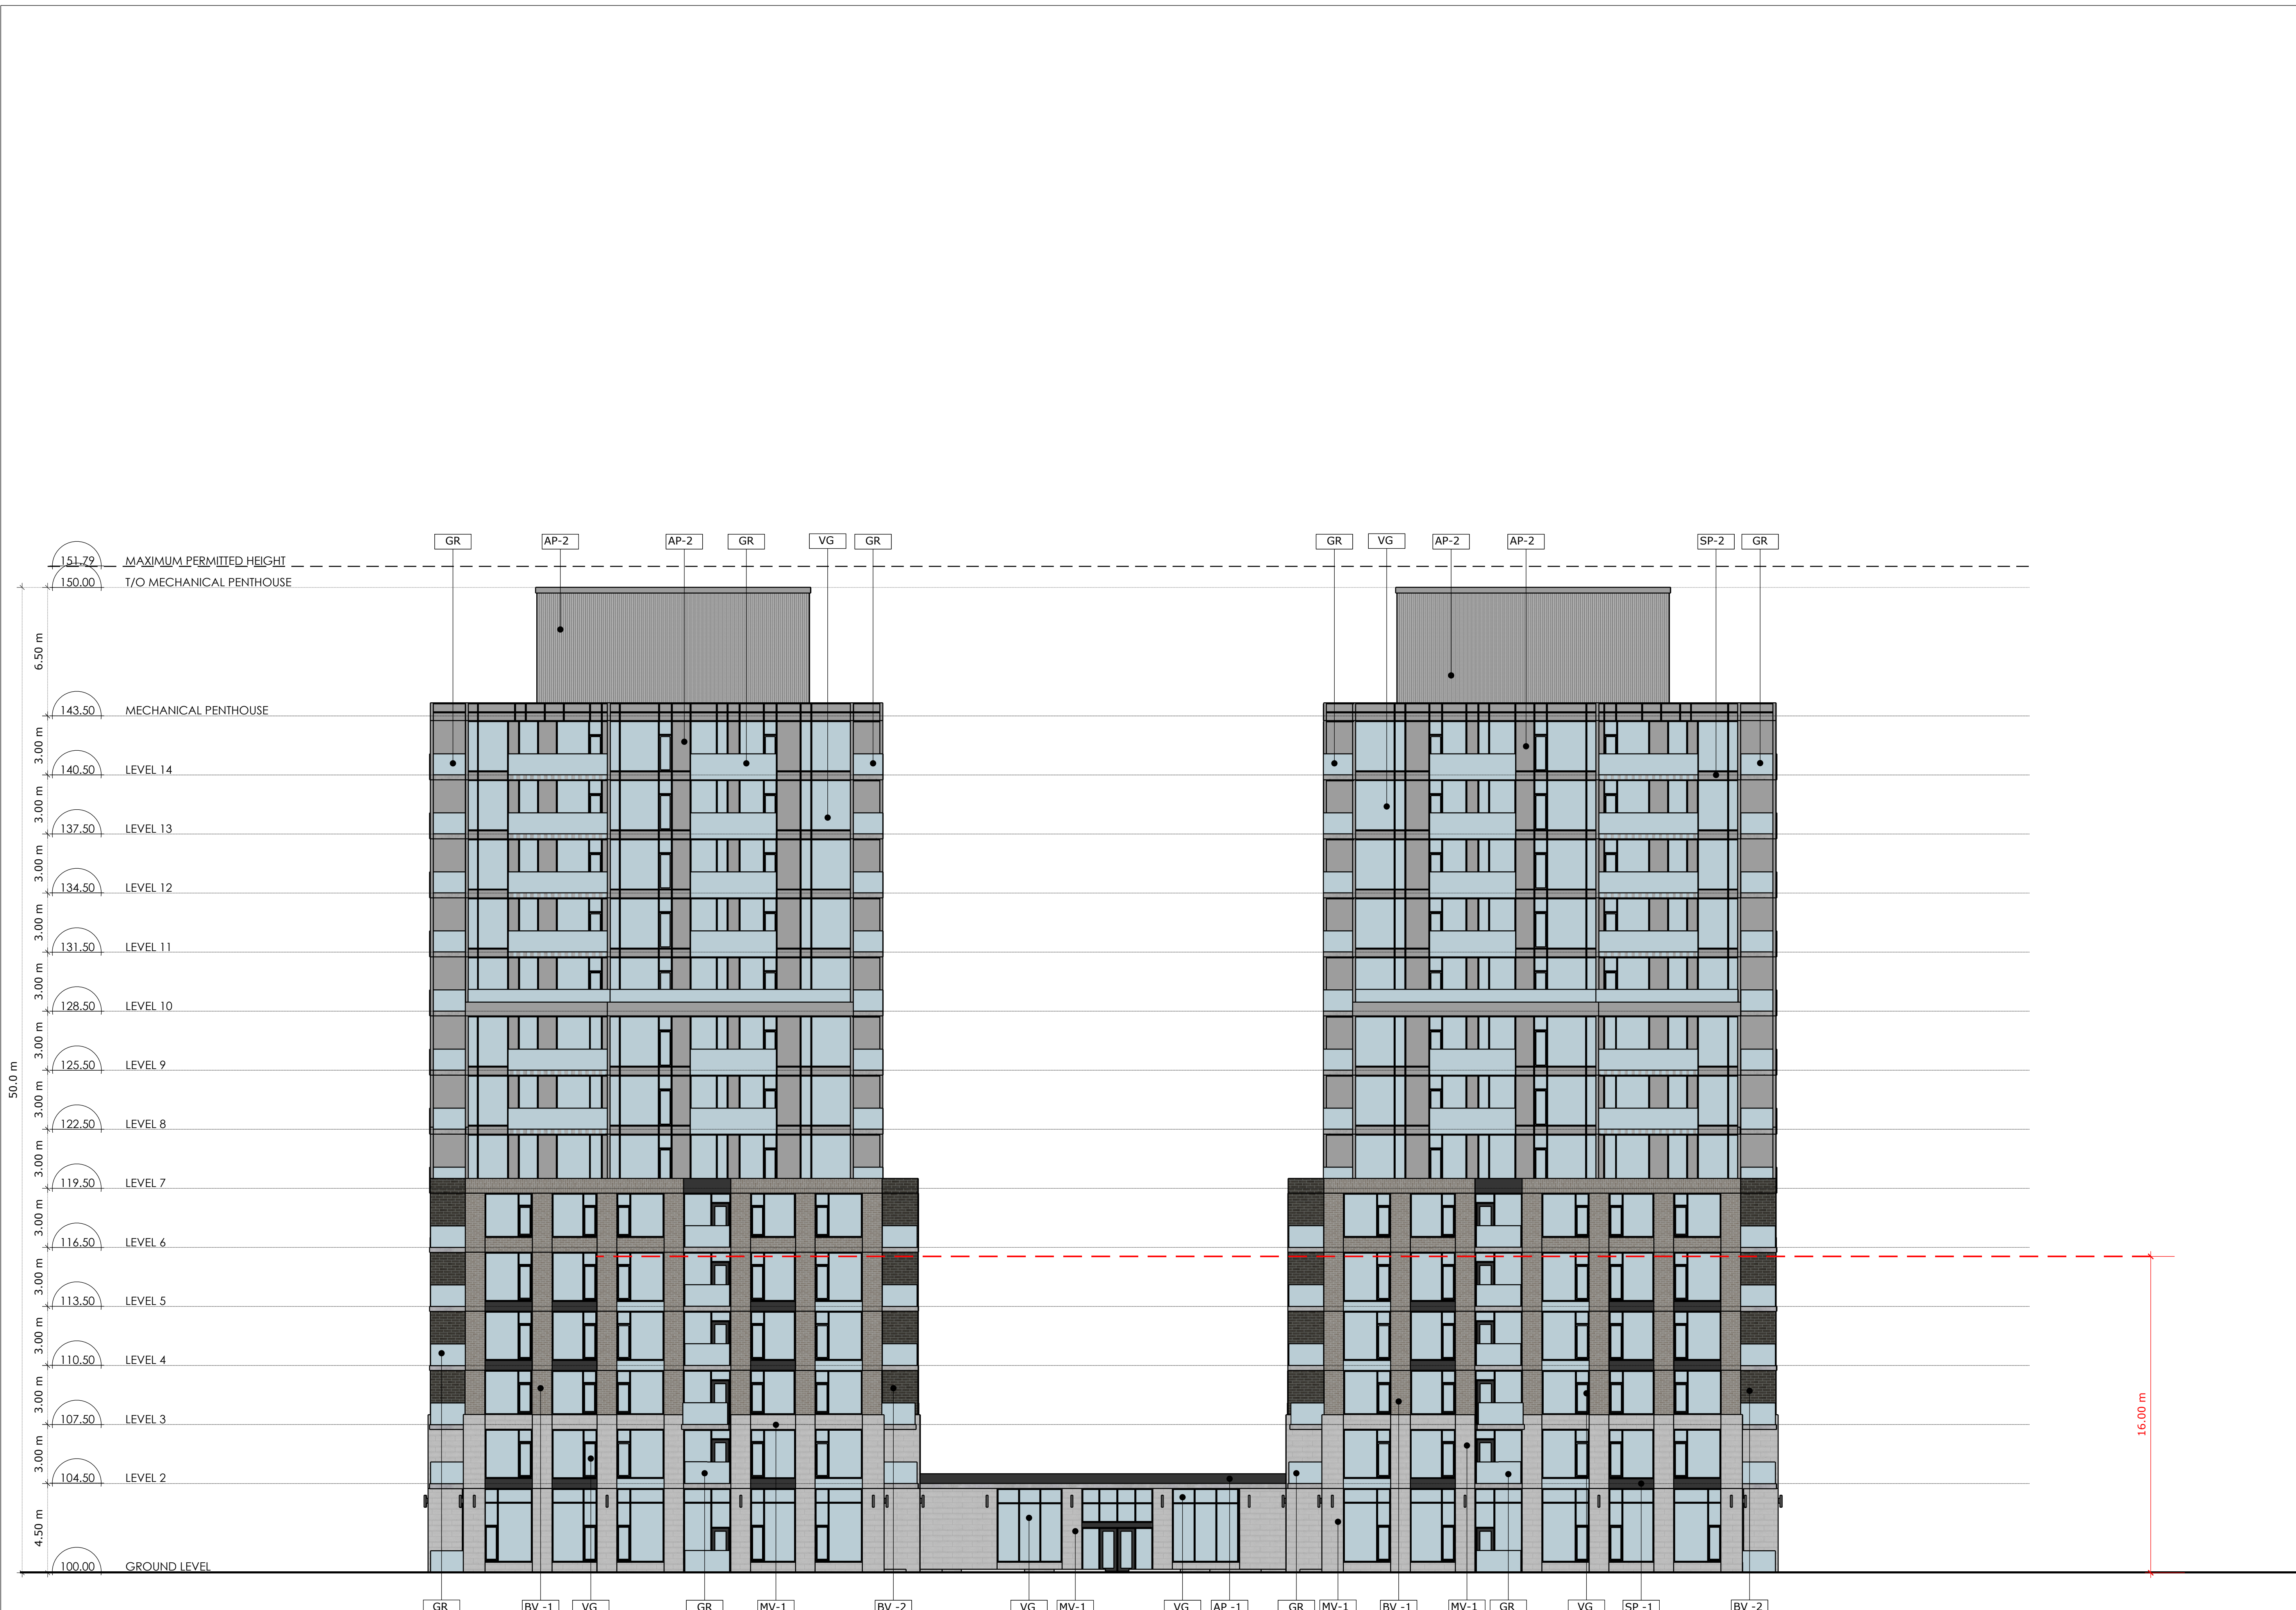 GR AP-2 AP-2 GR VG GR GR VG AP-2 AP-2 SP-2 GR
151.79 MAXIMUM PERMITTED HEIGHT
150.00 T/O MECHANICAL PENTHOUSE
6.50 m
143.50 MECHANICAL PENTHOUSE
3.00 m
140.50 LEVEL 14
3.00 m
137.50 LEVEL 13
3.00 m
134.50 LEVEL 12
3.00 m
131.50 LEVEL 11
3.00 m
128.50 LEVEL 10
3.00 m
125.50 LEVEL 9
50.0 m
3.00 m
122.50 LEVEL 8
3.00 m
119.50 LEVEL 7
3.00 m
116.50 LEVEL 6
3.00 m
113.50 LEVEL 5
3.00 m
110.50 LEVEL 4
3.00 m
107.50 LEVEL 3
16.00 m
3.00 m
104.50 LEVEL 2
4.50 m
100.00 GROUND LEVEL
GR BV -1 VG GR MV-1 BV -2 VG MV-1 VG AP -1 GR MV-1 BV -1 MV-1 GR VG SP -1 BV -2